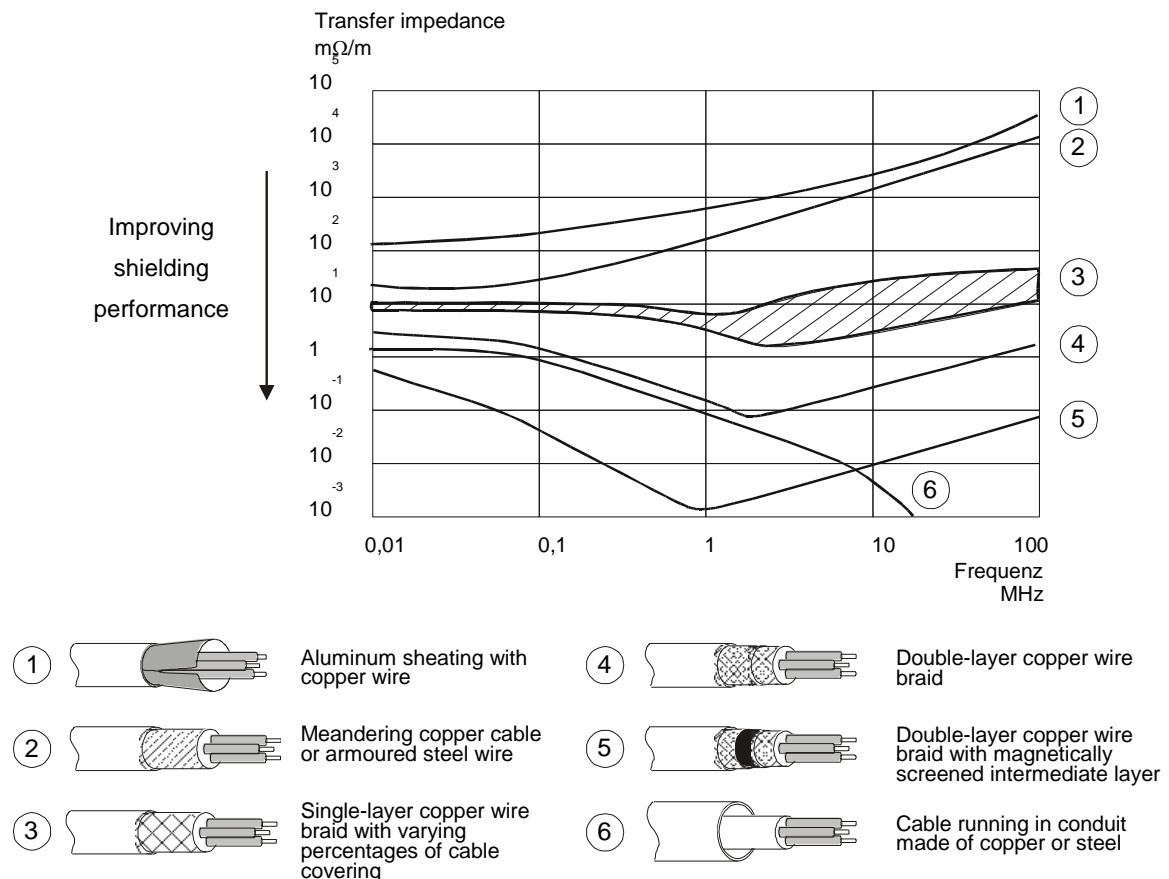 Transfer impedance
mΩ/m
10^5
10^4
10^3
10^2
10^1
10
1
10^-1
10^-2
10^-3
Improving
shielding
performance
1
2
3
4
5
6
0,01
0,1
1
10
100
Frequenz
MHz
1
Aluminum sheating with
copper wire
2
Meandering copper cable
or armoured steel wire
3
Single-layer copper wire
braid with varying
percentages of cable
covering
4
Double-layer copper wire
braid
5
Double-layer copper wire
braid with magnetically
screened intermediate layer
6
Cable running in conduit
made of copper or steel